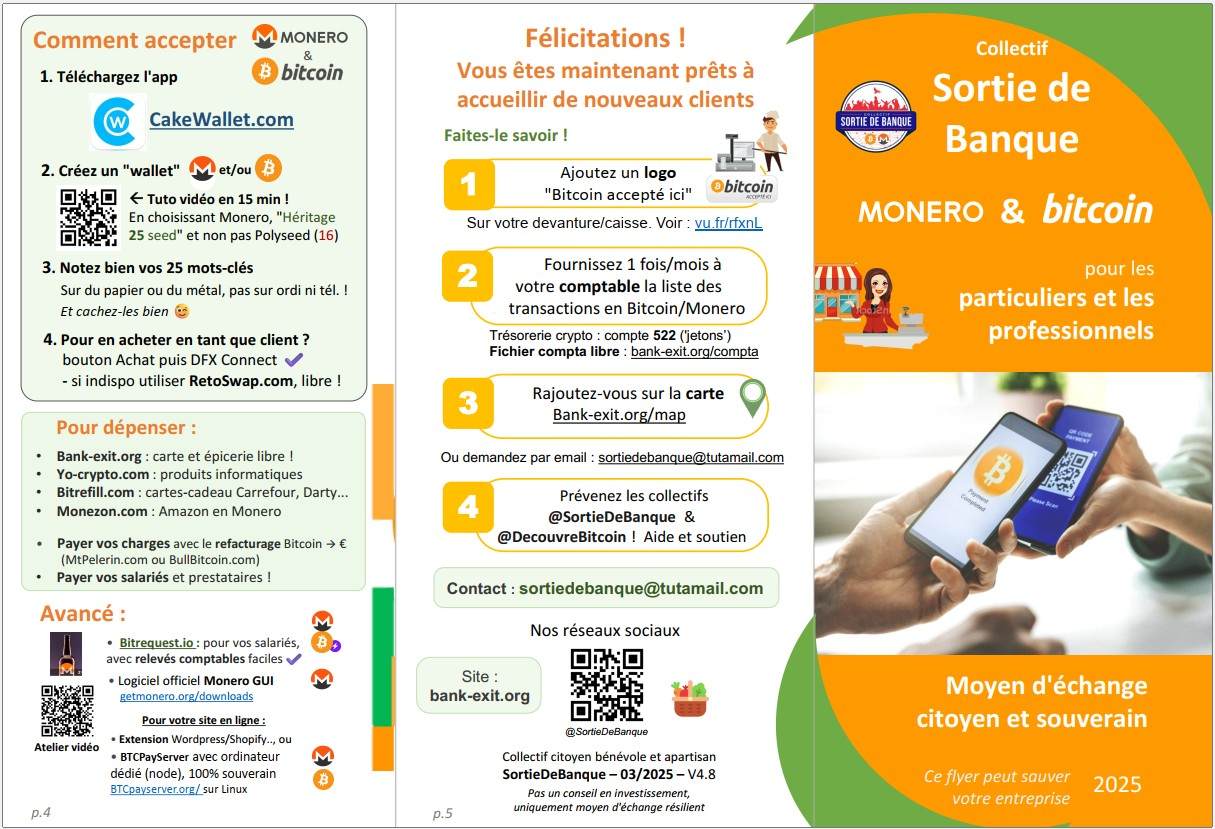 Comment accepter
MONERO
&
bitcoin
1. Téléchargez l'app
CakeWallet.com
2. Créez un "wallet" et/ou
← Tuto vidéo en 15 min !
En choisissant Monero, "Héritage
25 seed" et non pas Polyseed (16)
3. Notez bien vos 25 mots-clés
Sur du papier ou du métal, pas sur ordi ni tél. !
Et cachez-les bien
4. Pour en acheter en tant que client ?
bouton Achat puis DFX Connect
- si indispo utiliser RetoSwap.com, libre !
Pour dépenser :
• Bank-exit.org : carte et épicerie libre !
• Yo-crypto.com : produits informatiques
• Bitrefill.com : cartes-cadeau Carrefour, Darty...
• Monezon.com : Amazon en Monero
• Payer vos charges avec le refacturage Bitcoin → €
(MtPelerin.com ou BullBitcoin.com)
• Payer vos salariés et prestataires !
Avancé :
• Bitrequest.io : pour vos salariés,
avec relevés comptables faciles
• Logiciel officiel Monero GUI
getmonero.org/downloads
Pour votre site en ligne :
Atelier vidéo
• Extension Wordpress/Shopify.., ou
• BTCPayServer avec ordinateur
dédié (node), 100% souverain
BTCpayserver.org/ sur Linux
p.4
Félicitations !
Vous êtes maintenant prêts à
accueillir de nouveaux clients
Faites-le savoir !
1
Ajoutez un logo
"Bitcoin accepté ici"
bitcoin
ACCEPTÉ ICI
Sur votre devanture/caisse. Voir : vu.fr/rfxnL
2
Fournissez 1 fois/mois à
votre comptable la liste des
transactions en Bitcoin/Monero
Trésorerie crypto : compte 522 ('jetons')
Fichier compta libre : bank-exit.org/compta
3
Rajoutez-vous sur la carte
Bank-exit.org/map
Ou demandez par email : sortiedebanque@tutamail.com
4
Prévenez les collectifs
@SortieDeBanque &
@DecouvreBitcoin ! Aide et soutien
Contact : sortiedebanque@tutamail.com
Nos réseaux sociaux
Site :
bank-exit.org
@SortieDeBanque
Collectif citoyen bénévole et apartisan
SortieDeBanque – 03/2025 – V4.8
Pas un conseil en investissement,
uniquement moyen d'échange résilient
p.5
Collectif
Sortie de
Banque
COLLECTIF
SORTIE DE BANQUE
MONERO & bitcoin
pour les
particuliers et les
professionnels
Payment
Completed
QR CODE
PAYMENT
Please Scan
Moyen d'échange
citoyen et souverain
Ce flyer peut sauver
votre entreprise
2025